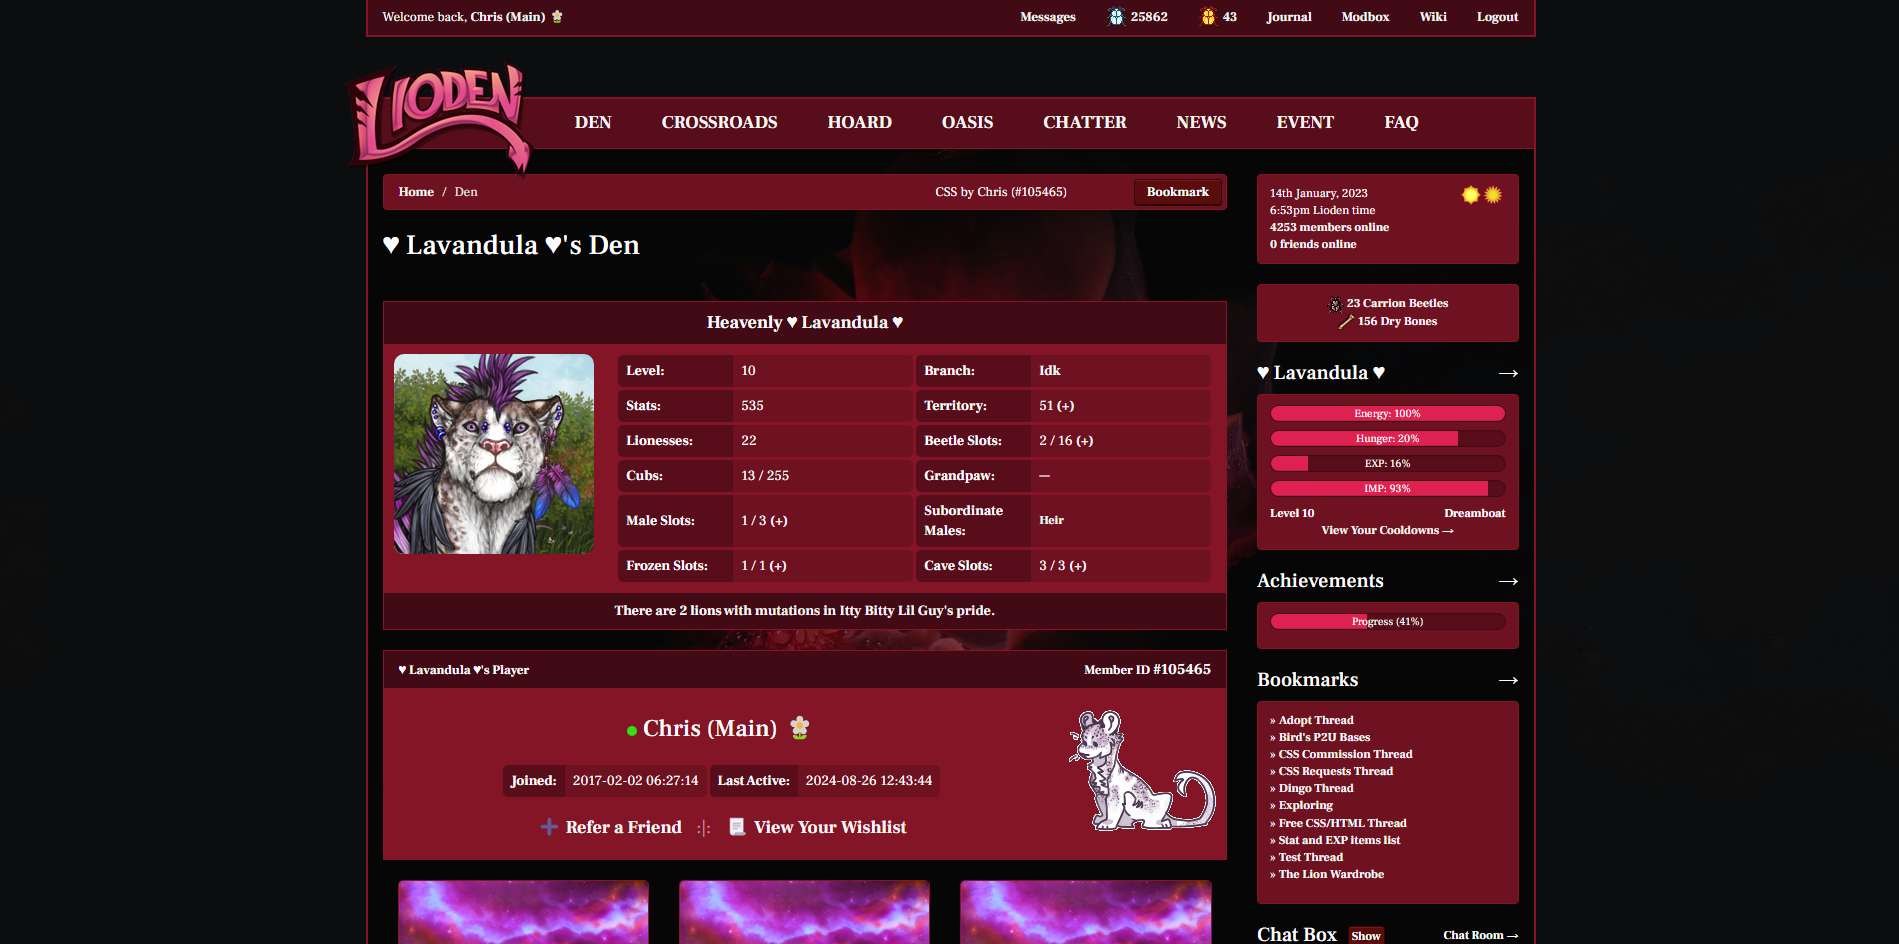 Welcome back, Chris (Main)
Messages 25862 43 Journal Modbox Wiki Logout
LIODEN
DEN CROSSROADS HOARD OASIS CHATTER NEWS EVENT FAQ
Home / Den CSS by Chris (#105465) Bookmark
♥ Lavandula ♥'s Den
Heavenly ♥ Lavandula ♥
Level: 10 Branch: Idk
Stats: 535 Territory: 51 (+)
Lionesses: 22 Beetle Slots: 2 / 16 (+)
Cubs: 13 / 255 Grandpaw: —
Male Slots: 1 / 3 (+) Subordinate Males: Heir
Frozen Slots: 1 / 1 (+) Cave Slots: 3 / 3 (+)
There are 2 lions with mutations in Itty Bitty Lil Guy's pride.
♥ Lavandula ♥'s Player Member ID #105465
Chris (Main)
Joined: 2017-02-02 06:27:14 Last Active: 2024-08-26 12:43:44
Refer a Friend :|: View Your Wishlist
14th January, 2023
6:53pm Lioden time
4253 members online
0 friends online
23 Carrion Beetles
156 Dry Bones
♥ Lavandula ♥ →
Energy: 100%
Hunger: 20%
EXP: 16%
IMP: 93%
Level 10 Dreamboat
View Your Cooldowns →
Achievements →
Progress (41%)
Bookmarks →
» Adopt Thread
» Bird's P2U Bases
» CSS Commission Thread
» CSS Requests Thread
» Dingo Thread
» Exploring
» Free CSS/HTML Thread
» Stat and EXP items list
» Test Thread
» The Lion Wardrobe
Chat Box Show Chat Room →